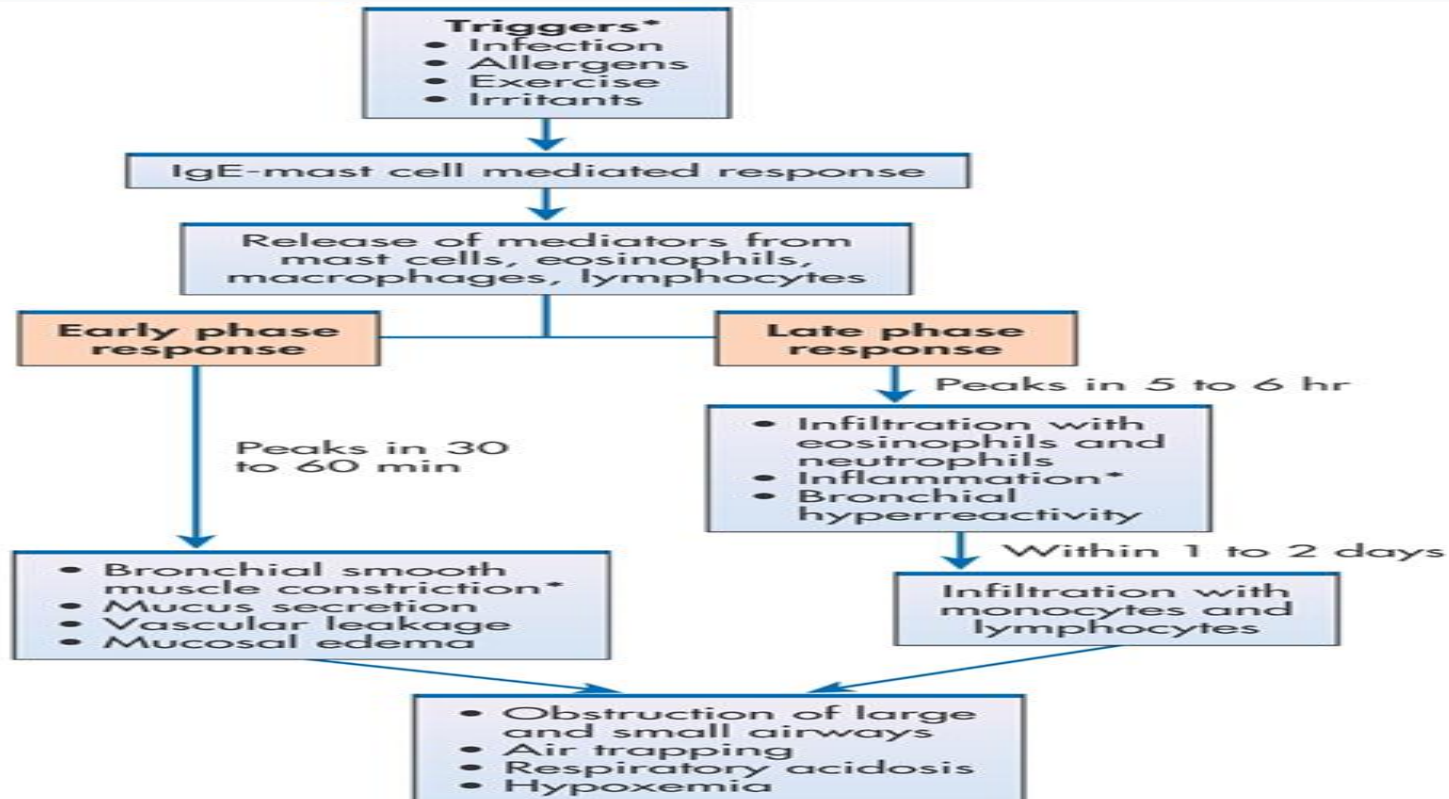 Triggers*
• Infection
• Allergens
• Exercise
• Irritants
IgE-mast cell mediated response
Release of mediators from
mast cells, eosinophils,
macrophages, lymphocytes
Early phase
response
Late phase
response
Peaks in 5 to 6 hr
Peaks in 30
to 60 min
• Infiltration with
eosinophils and
neutrophils
• Inflammation*
• Bronchial
hyperreactivity
Within 1 to 2 days
• Bronchial smooth
muscle constriction*
• Mucus secretion
• Vascular leakage
• Mucosal edema
Infiltration with
monocytes and
lymphocytes
• Obstruction of large
and small airways
• Air trapping
• Respiratory acidosis
• Hypoxemia